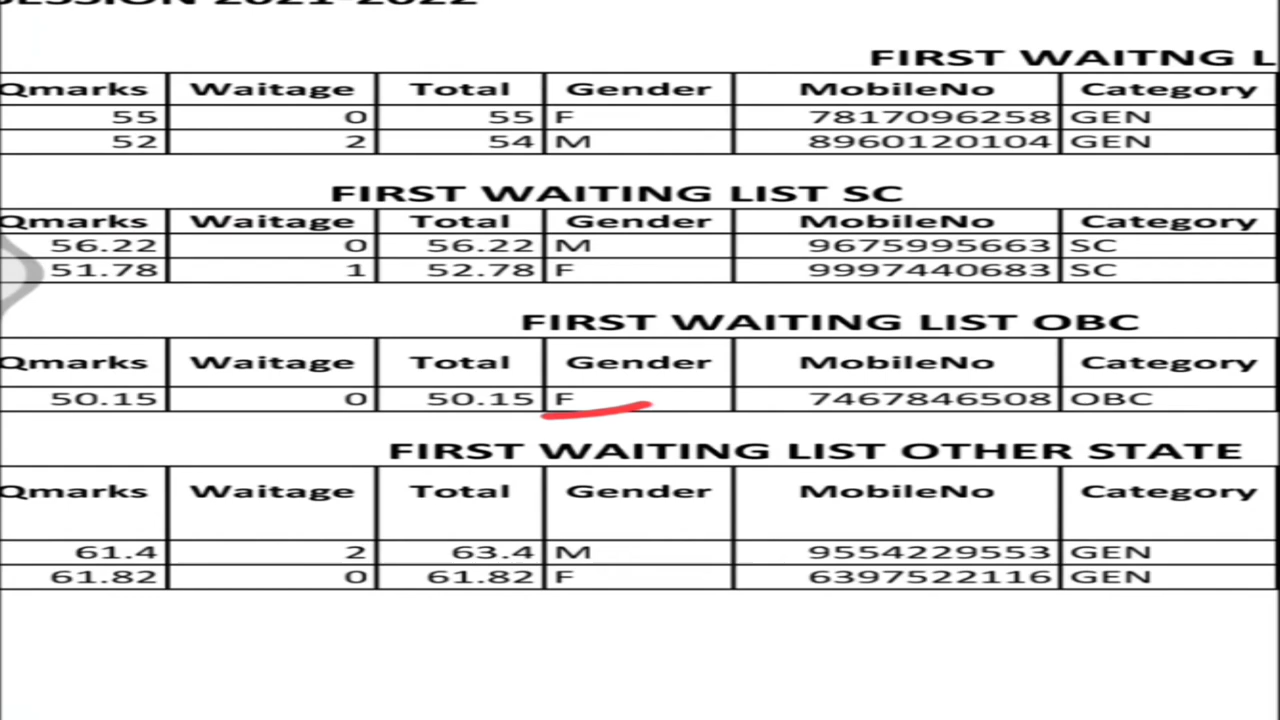 SESSION 2021-2022
FIRST WAITNG L
Qmarks Waitage Total Gender MobileNo Category
55 0 55 F 7817096258 GEN
52 2 54 M 8960120104 GEN
FIRST WAITING LIST SC
Qmarks Waitage Total Gender MobileNo Category
56.22 0 56.22 M 9675995663 SC
51.78 1 52.78 F 9997440683 SC
FIRST WAITING LIST OBC
Qmarks Waitage Total Gender MobileNo Category
50.15 0 50.15 F 7467846508 OBC
FIRST WAITING LIST OTHER STATE
Qmarks Waitage Total Gender MobileNo Category
61.4 2 63.4 M 9554229553 GEN
61.82 0 61.82 F 6397522116 GEN